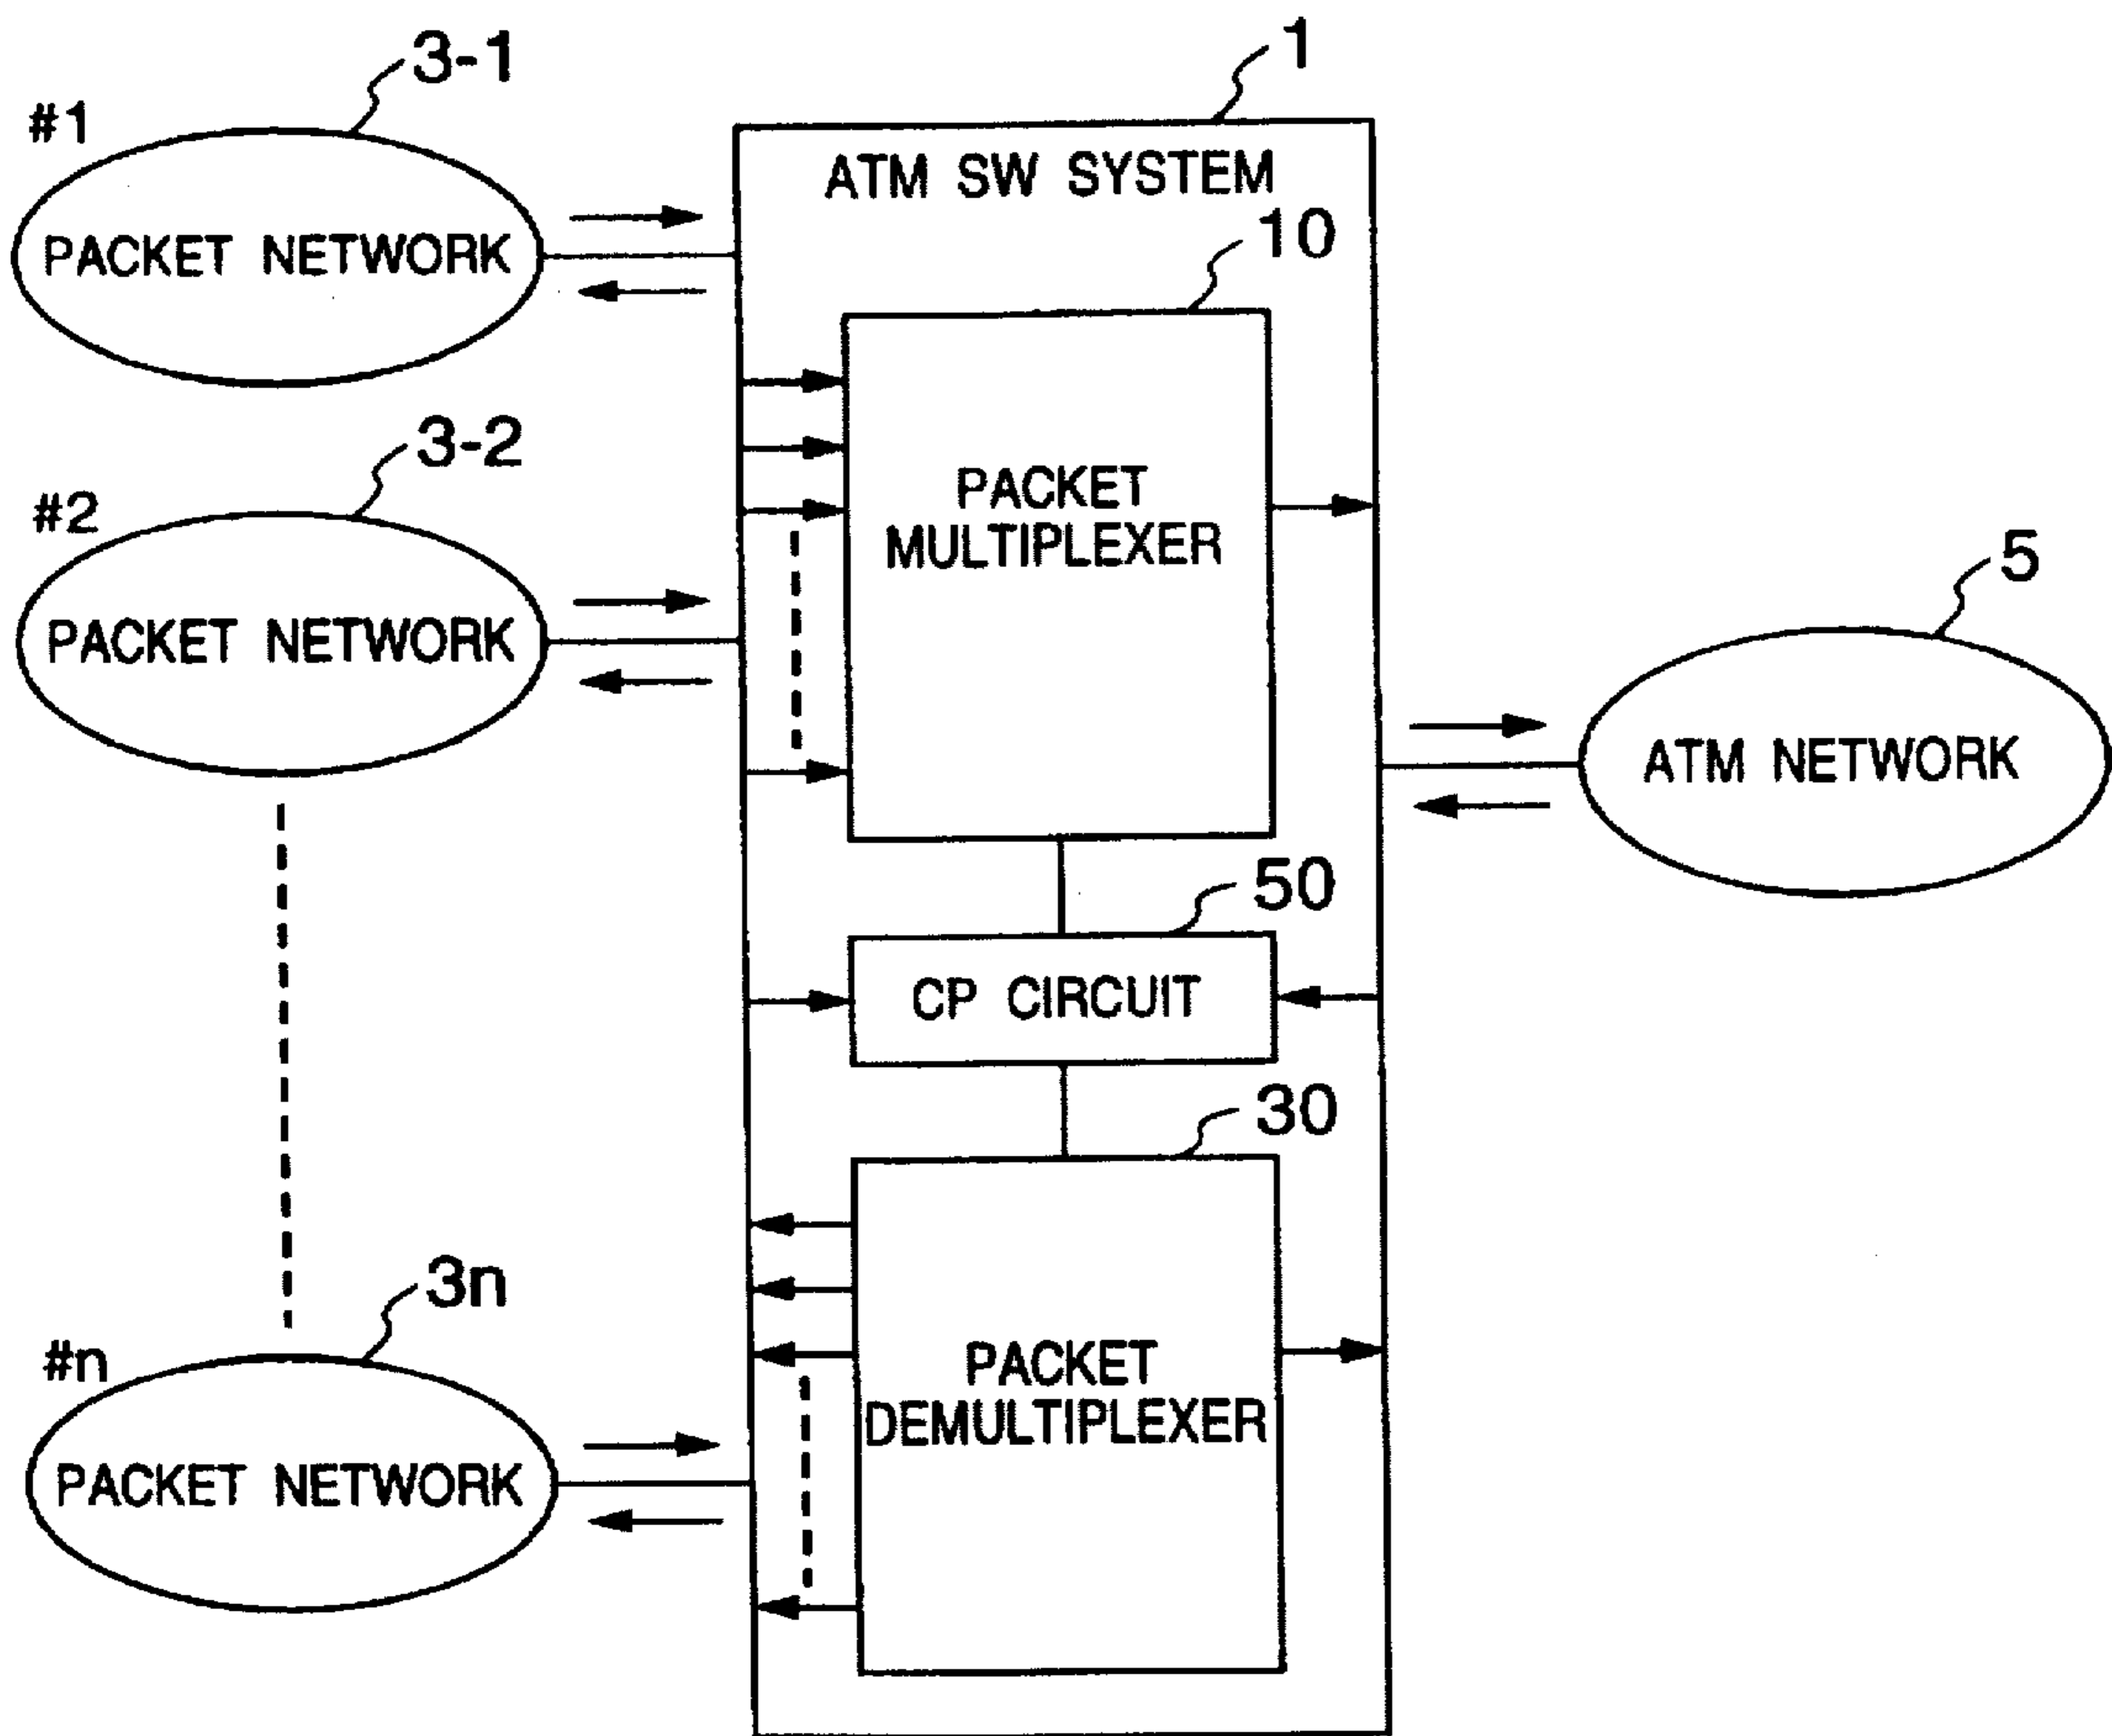 3-1
#1
PACKET NETWORK
1
ATM SW SYSTEM
10
PACKET
MULTIPLEXER
3-2
#2
PACKET NETWORK
5
ATM NETWORK
50
CP CIRCUIT
30
PACKET
DEMULTIPLEXER
3n
#n
PACKET NETWORK